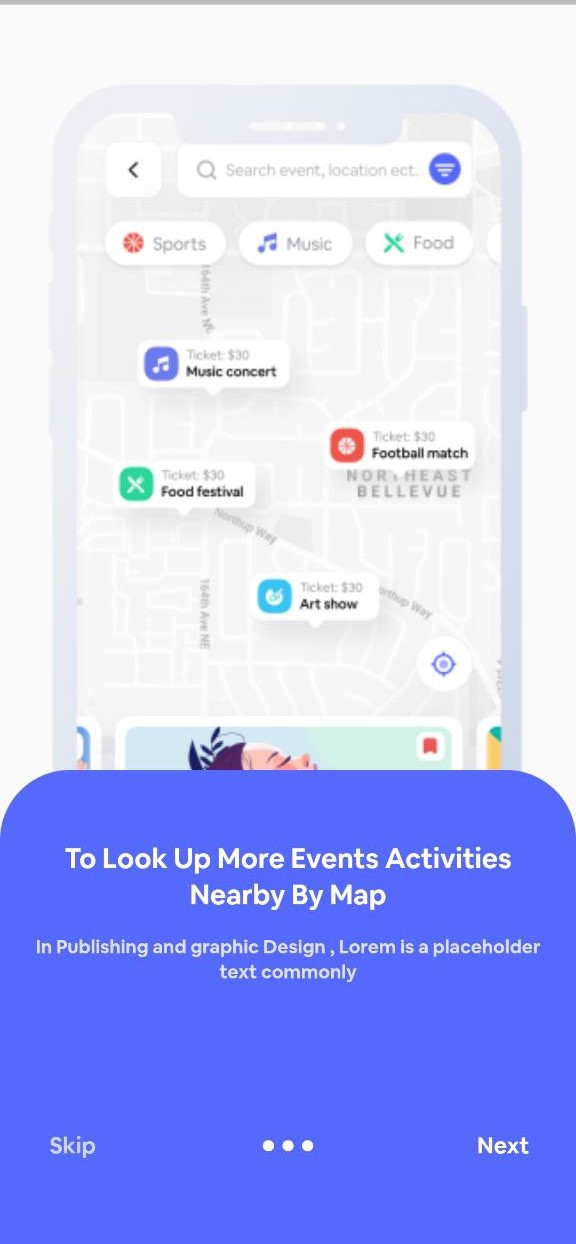 Search event, location ect.
Sports
Music
Food
164th Ave NE
Ticket: $30
Music concert
Ticket: $30
Football match
NORTHEAST
BELLEVUE
Ticket: $30
Food festival
Northup Way
Ticket: $30
Art show
orthup Way
164th Ave NE
To Look Up More Events Activities
Nearby By Map
In Publishing and graphic Design , Lorem is a placeholder
text commonly
Skip
Next